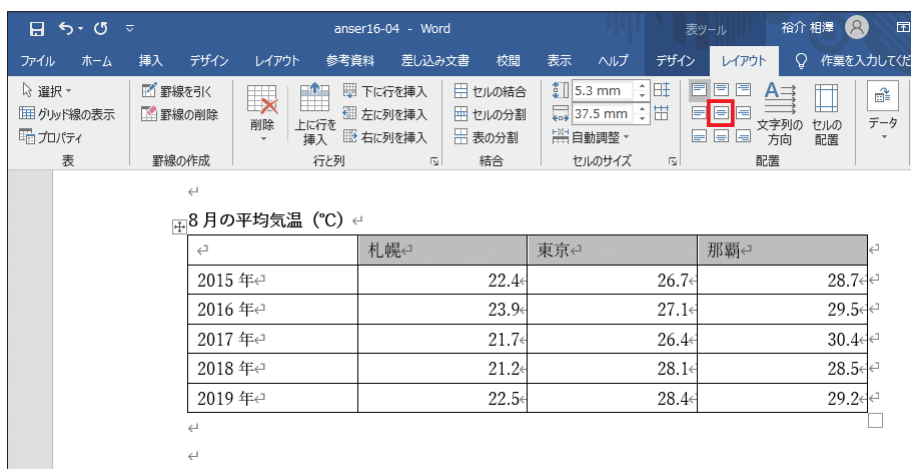 anser16-04 - Word
表ツール
裕介 相澤
ファイル ホーム 挿入 デザイン レイアウト 参考資料 差し込み文書 校閲 表示 ヘルプ デザイン レイアウト 作業を入力してくだ
選択 罫線を引く 下に行を挿入 セルの結合 5.3 mm
グリッド線の表示 罫線の削除 削除 上に行を挿入 左に列を挿入 セルの分割 37.5 mm 文字列の方向 セルの配置 データ
プロパティ 右に列を挿入 表の分割 自動調整
表 罫線の作成 行と列 結合 セルのサイズ 配置
8 月の平均気温（℃）
札幌 東京 那覇
2015 年 22.4 26.7 28.7
2016 年 23.9 27.1 29.5
2017 年 21.7 26.4 30.4
2018 年 21.2 28.1 28.5
2019 年 22.5 28.4 29.2